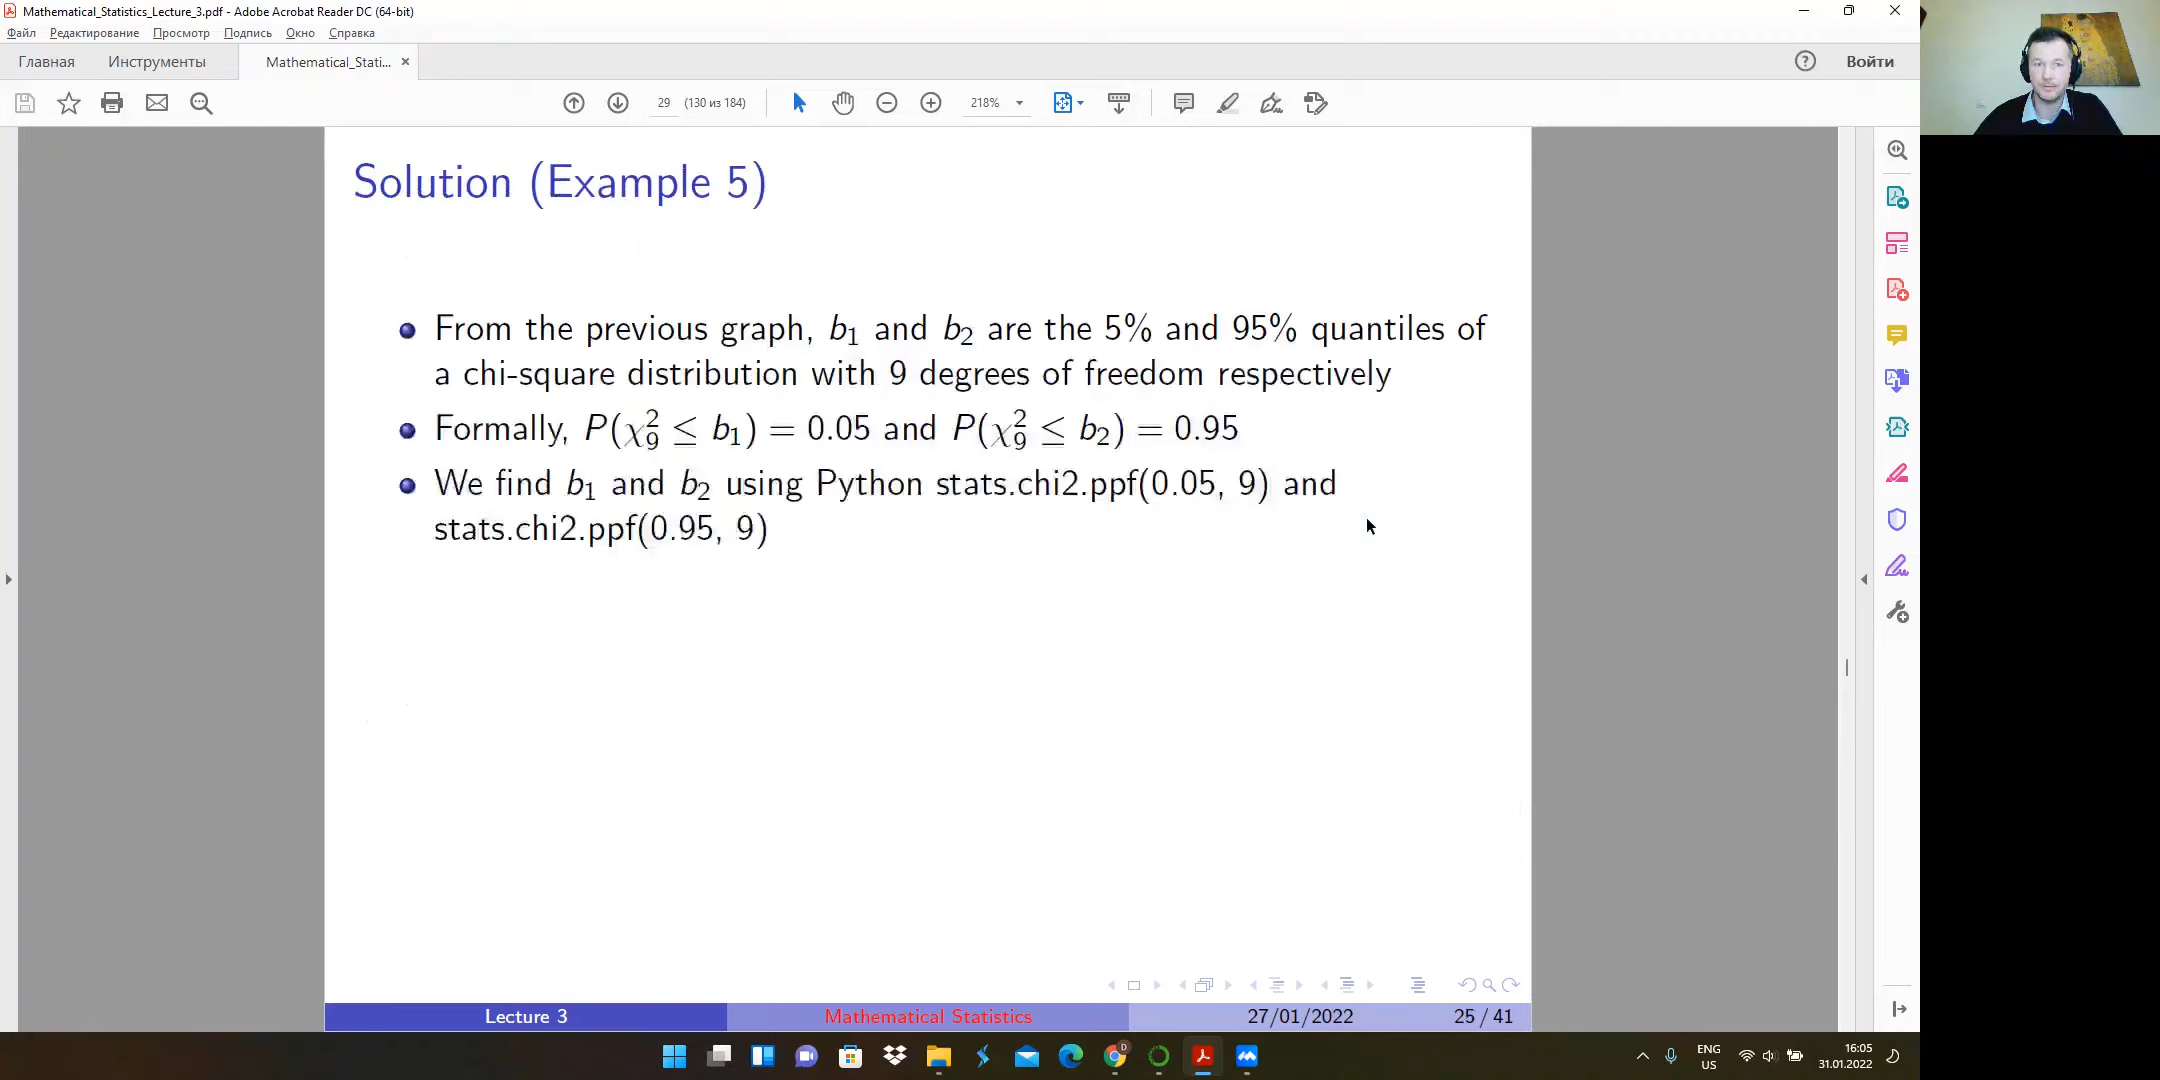 Mathematical_Statistics_Lecture_3.pdf - Adobe Acrobat Reader DC (64-bit)
Файл Редактирование Просмотр Подпись Окно Справка
Главная Инструменты Mathematical_Stati... × Войти
29 (130 из 184) 218%
Solution (Example 5)
From the previous graph, b₁ and b₂ are the 5% and 95% quantiles of
a chi-square distribution with 9 degrees of freedom respectively
Formally, P(χ²₉ ≤ b₁) = 0.05 and P(χ²₉ ≤ b₂) = 0.95
We find b₁ and b₂ using Python stats.chi2.ppf(0.05, 9) and
stats.chi2.ppf(0.95, 9)
Lecture 3 Mathematical Statistics 27/01/2022 25 / 41
ENG
US
16:05
31.01.2022